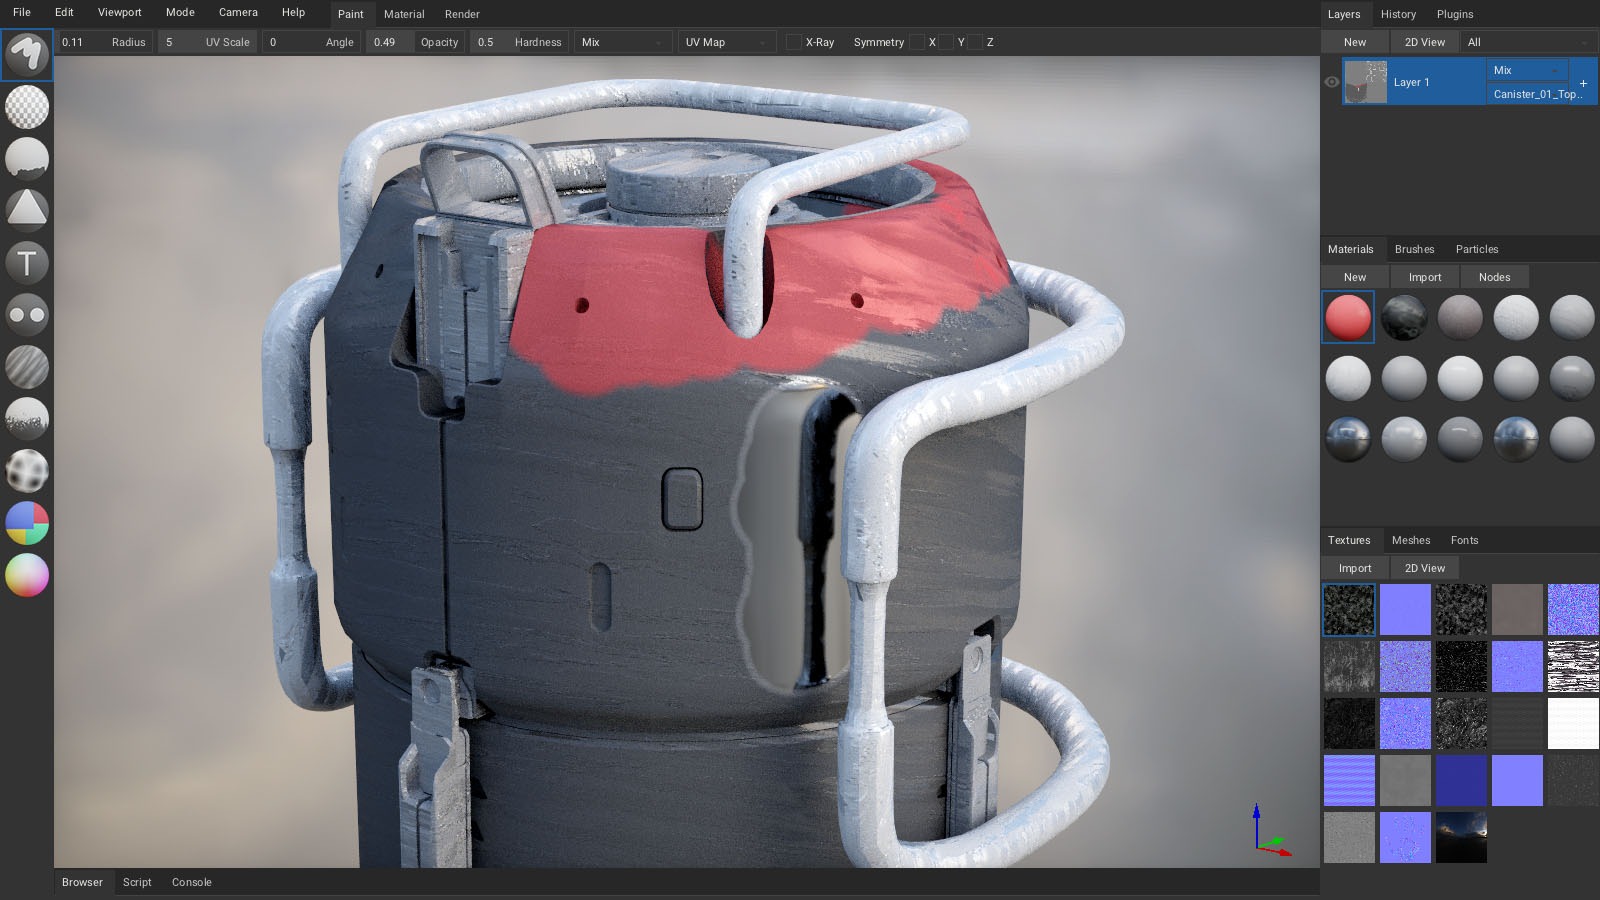 File Edit Viewport Mode Camera Help Paint Material Render
0.11 Radius 5 UV Scale 0 Angle 0.49 Opacity 0.5 Hardness Mix UV Map X-Ray Symmetry X Y Z
Layers History Plugins
New 2D View All
Layer 1 Mix
Canister_01_Top..
+
T
Materials Brushes Particles
New Import Nodes
Textures Meshes Fonts
Import 2D View
Browser Script Console